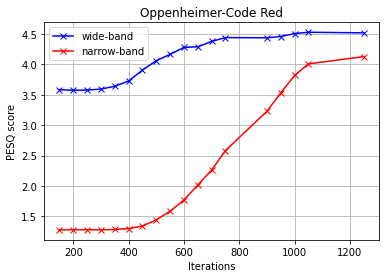 Oppenheimer-Code Red
wide-band
narrow-band
4.5
4.0
3.5
3.0
2.5
2.0
1.5
PESQ score
200 400 600 800 1000 1200
Iterations